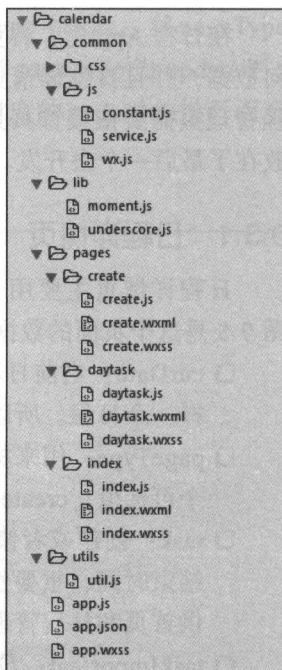 calendar
common
css
js
constant.js
service.js
wx.js
lib
moment.js
underscore.js
pages
create
create.js
create.wxml
create.wxss
daytask
daytask.js
daytask.wxml
daytask.wxss
index
index.js
index.wxml
index.wxss
utils
util.js
app.js
app.json
app.wxss